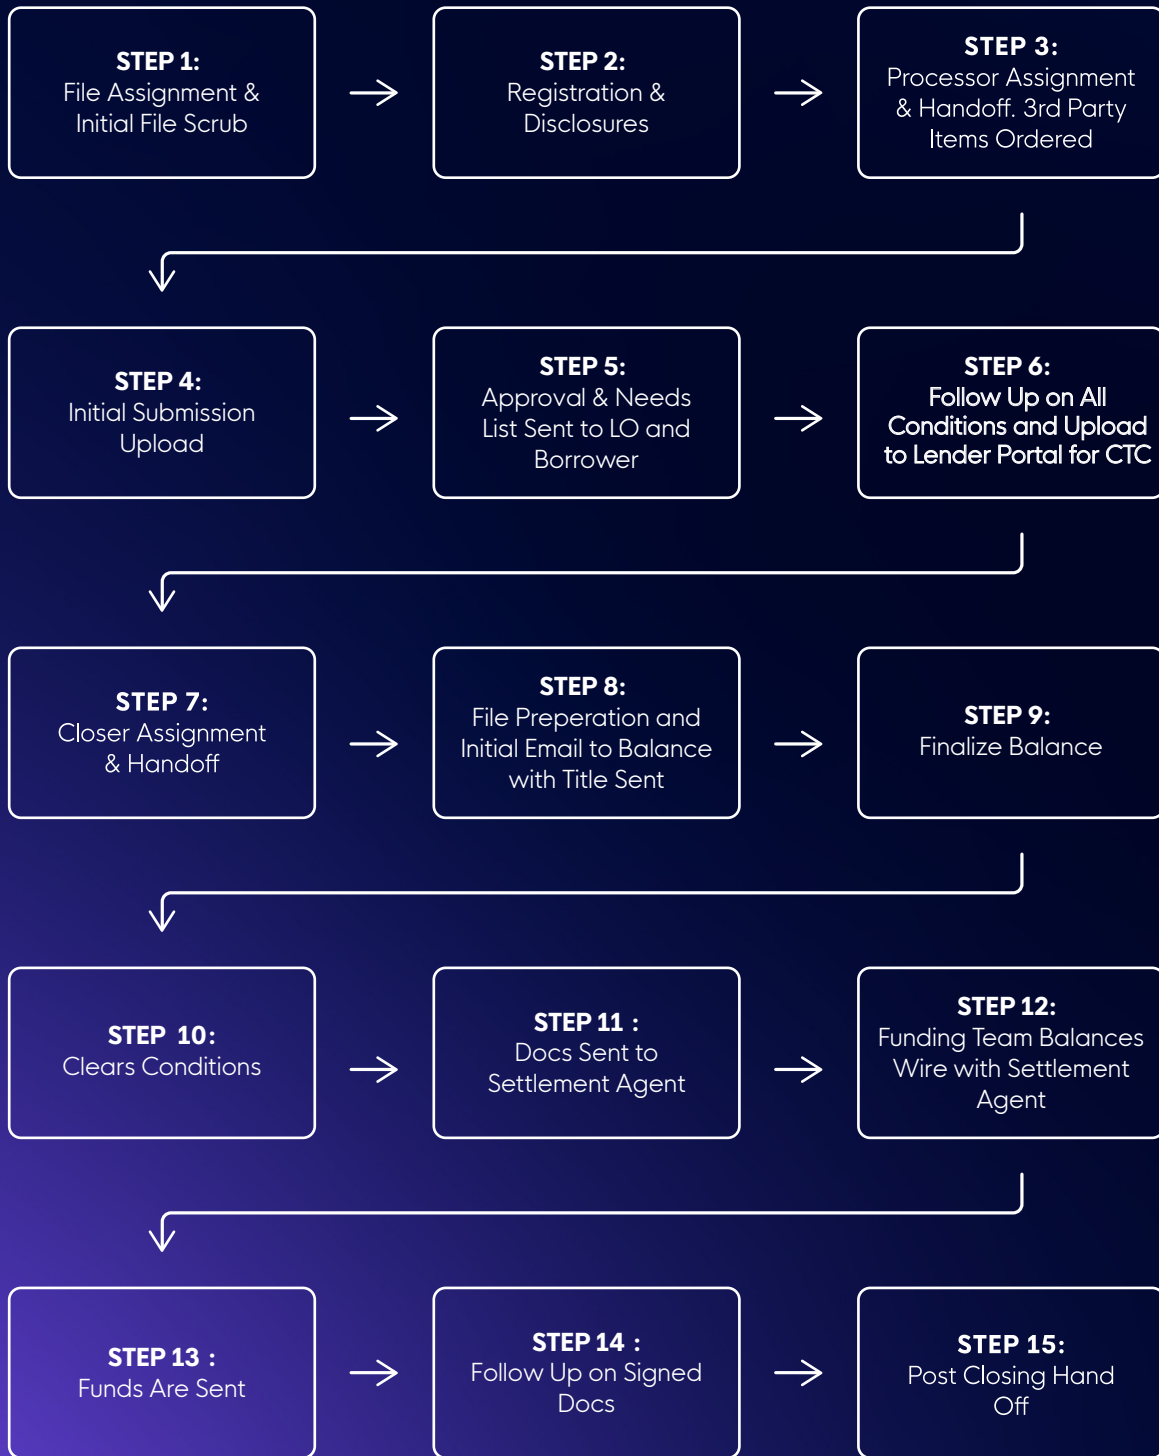 STEP 1:
File Assignment &
Initial File Scrub
STEP 2:
Registration &
Disclosures
STEP 3:
Processor Assignment
& Handoff. 3rd Party
Items Ordered
STEP 4:
Initial Submission
Upload
STEP 5:
Approval & Needs
List Sent to LO and
Borrower
STEP 6:
Follow Up on All
Conditions and Upload
to Lender Portal for CTC
STEP 7:
Closer Assignment
& Handoff
STEP 8:
File Preperation and
Initial Email to Balance
with Title Sent
STEP 9:
Finalize Balance
STEP 10:
Clears Conditions
STEP 11 :
Docs Sent to
Settlement Agent
STEP 12:
Funding Team Balances
Wire with Settlement
Agent
STEP 13 :
Funds Are Sent
STEP 14 :
Follow Up on Signed
Docs
STEP 15:
Post Closing Hand
Off